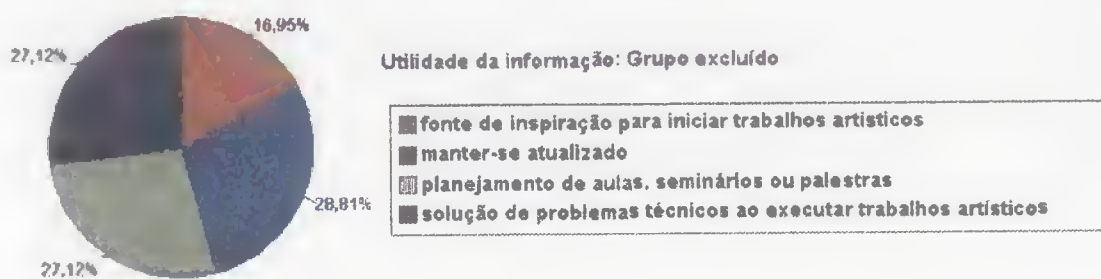 16,95%
27,12%
Utilidade da informação: Grupo excluído
fonte de inspiração para iniciar trabalhos artísticos
manter-se atualizado
planejamento de aulas, seminários ou palestras
28,81%
solução de problemas técnicos ao executar trabalhos artísticos
27,12%